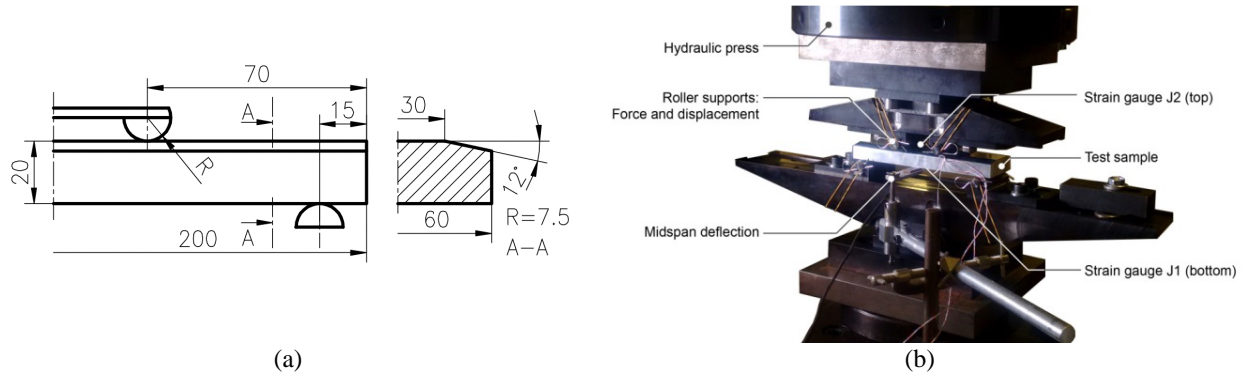 70
15
30
A
R
20
12°
60
R=7.5
A
A-A
200
Hydraulic press
Roller supports:
Force and displacement
Midspan deflection
Strain gauge J2 (top)
Test sample
Strain gauge J1 (bottom)
(a)
(b)